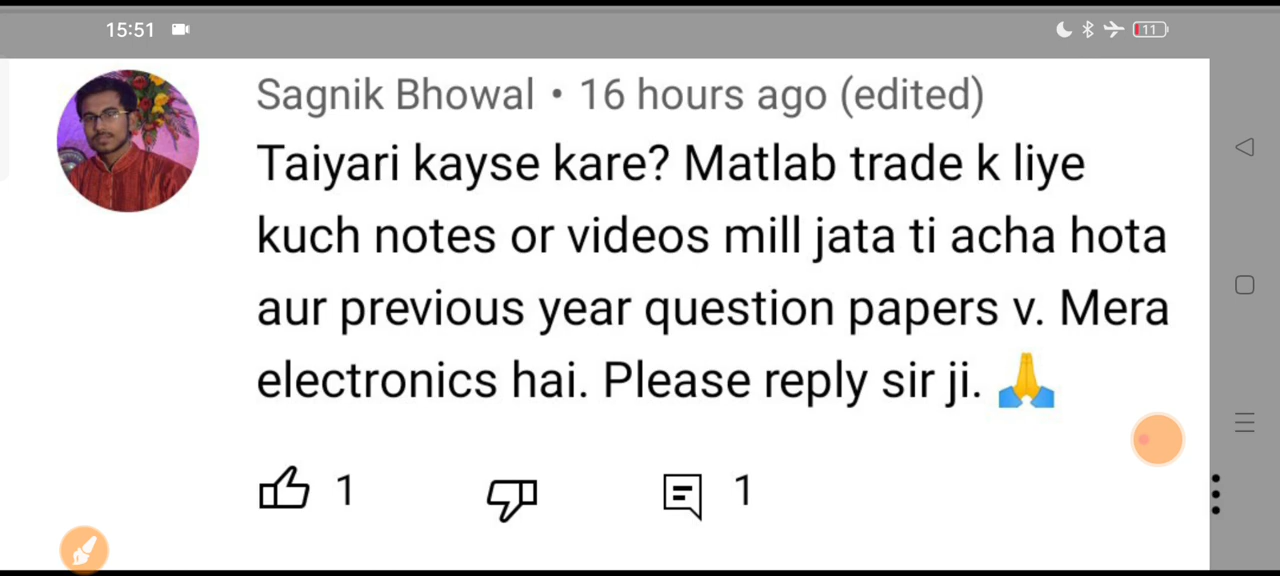 15:51
11
Sagnik Bhowal • 16 hours ago (edited)
Taiyari kayse kare? Matlab trade k liye
kuch notes or videos mill jata ti acha hota
aur previous year question papers v. Mera
electronics hai. Please reply sir ji. 🙏
1
1